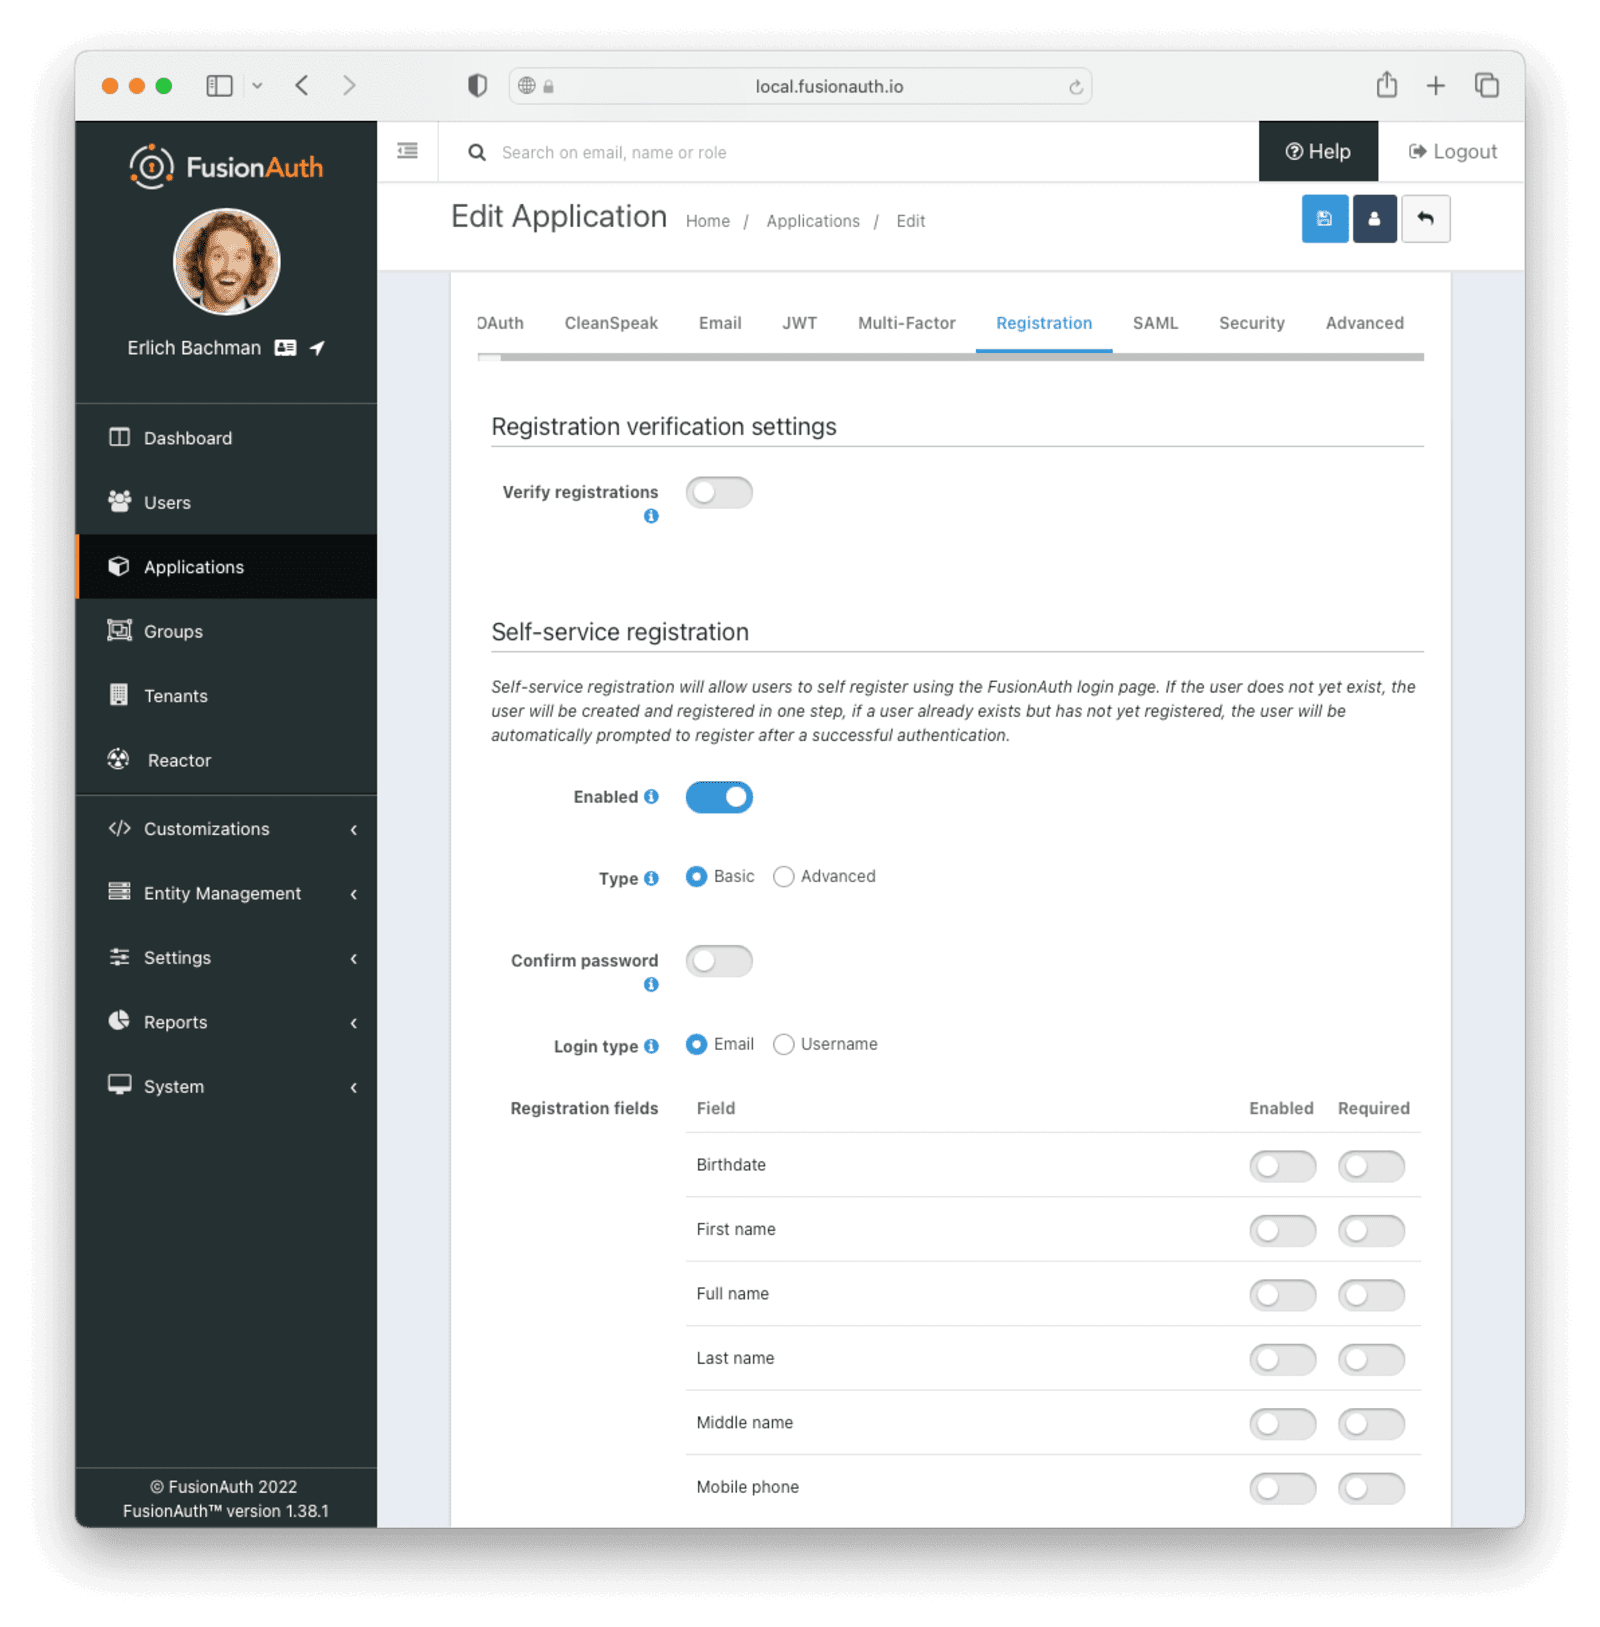 local.fusionauth.io
FusionAuth
Search on email, name or role
Help
Logout
Edit Application
Home / Applications / Edit
Erlich Bachman
Dashboard
Users
Applications
Groups
Tenants
Reactor
Customizations
Entity Management
Settings
Reports
System
© FusionAuth 2022
FusionAuth™ version 1.38.1
OAuth CleanSpeak Email JWT Multi-Factor Registration SAML Security Advanced
Registration verification settings
Verify registrations
Self-service registration
Self-service registration will allow users to self register using the FusionAuth login page. If the user does not yet exist, the
user will be created and registered in one step, if a user already exists but has not yet registered, the user will be
automatically prompted to register after a successful authentication.
Enabled
Type Basic Advanced
Confirm password
Login type Email Username
Registration fields Field Enabled Required
Birthdate
First name
Full name
Last name
Middle name
Mobile phone